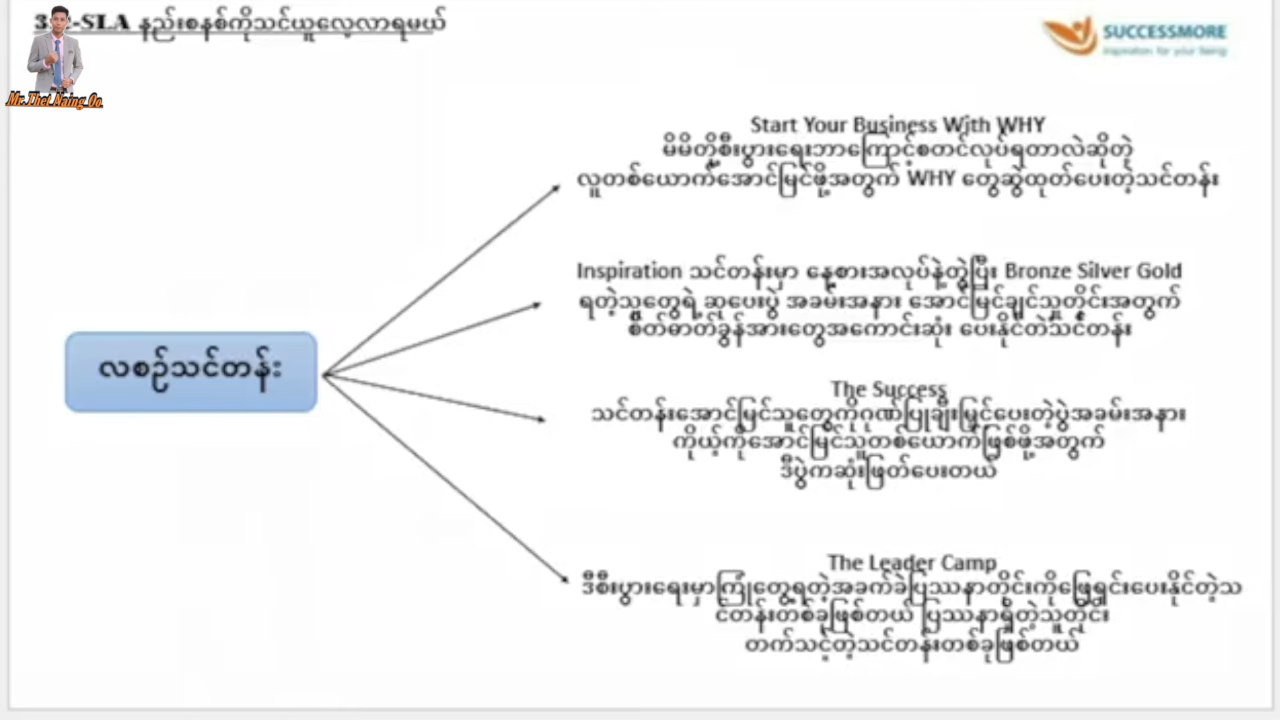 -SLA နည်းစနစ်ကိုသင်ယူလေ့လာရမယ်
SUCCESSMORE
Inspiration for your being
Mr.Thet Naing Oo
Start Your Business With WHY
မိမိတို့စီးပွားရေးဘာကြောင့်စတင်လုပ်ရတာလဲဆိုတဲ့
လူတစ်ယောက်အောင်မြင်ဖို့အတွက် WHY တွေဆွဲထုတ်ပေးတဲ့သင်တန်း
Inspiration သင်တန်းမှာ နေ့စားအလုပ်နဲ့တွဲပြီး Bronze Silver Gold
ရတဲ့သူတွေရဲ့ဆုပေးပွဲ အခမ်းအနား အောင်မြင်ချင်သူတိုင်းအတွက်
စိတ်ဓာတ်ခွန်အားတွေအကောင်းဆုံး ပေးနိုင်တဲသင်တန်း
လစဉ်သင်တန်း
The Success
သင်တန်းအောင်မြင်သူတွေကိုဂုဏ်ပြုချီးမြှင့်ပေးတဲ့ပွဲအခမ်းအနား
ကိုယ့်ကိုအောင်မြင်သူတစ်ယောက်ဖြစ်ဖို့အတွက်
ဒီပွဲကဆုံးဖြတ်ပေးတယ်
The Leader Camp
ဒီစီးပွားရေးမှာကြုံတွေ့ရတဲ့အခက်ခဲပြဿနာတိုင်းကိုဖြေရှင်းပေးနိုင်တဲ့သ
င်တန်းတစ်ခုဖြစ်တယ် ပြဿနာရှိတဲ့သူတိုင်း
တက်သင့်တဲ့သင်တန်းတစ်ခုဖြစ်တယ်